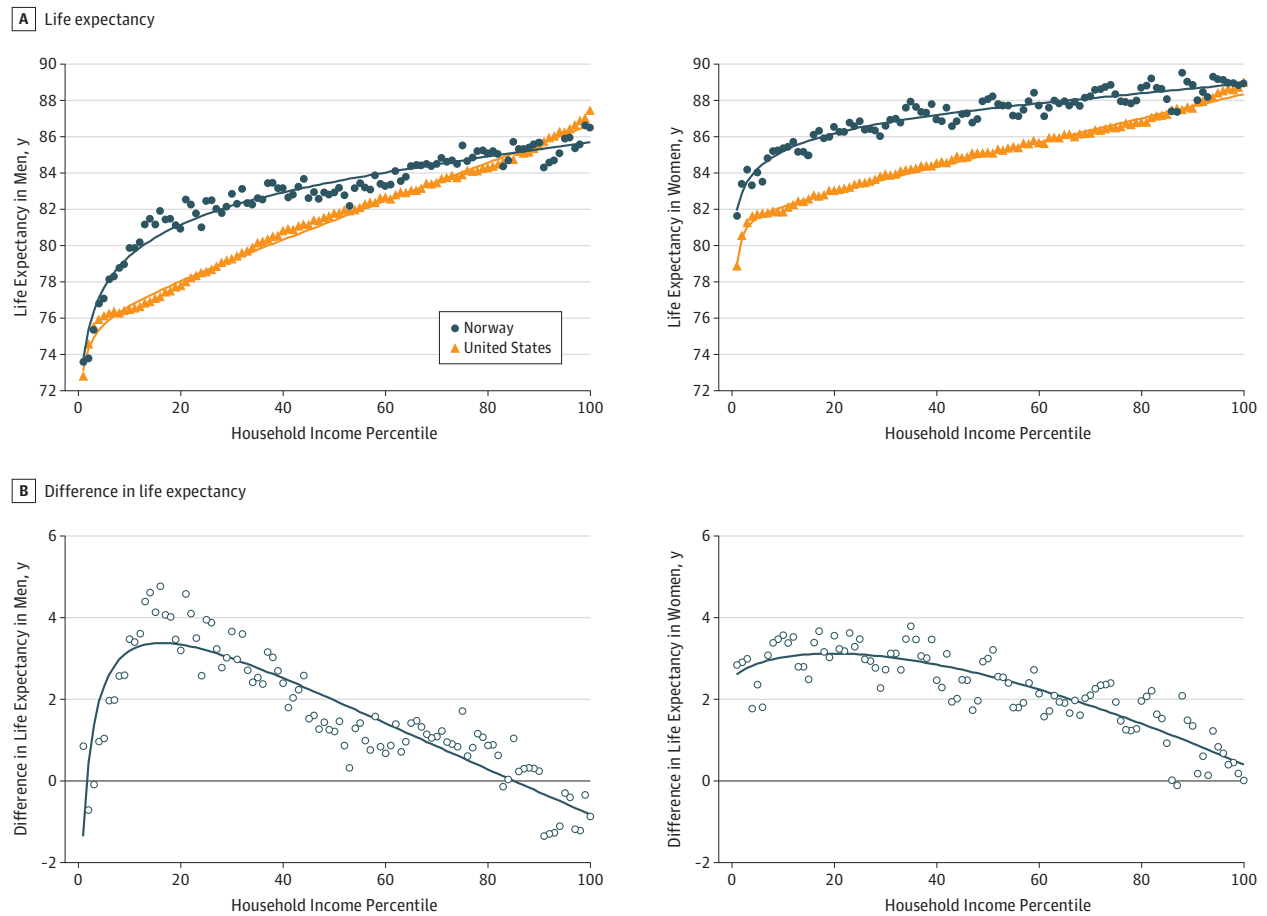 A Life expectancy
Life Expectancy in Men, y
90
88
86
84
82
80
78
76
74
72
Norway
United States
0 20 40 60 80 100
Household Income Percentile
Life Expectancy in Women, y
90
88
86
84
82
80
78
76
74
72
0 20 40 60 80 100
Household Income Percentile
B Difference in life expectancy
Difference in Life Expectancy in Men, y
6
4
2
0
-2
0 20 40 60 80 100
Household Income Percentile
Difference in Life Expectancy in Women, y
6
4
2
0
-2
0 20 40 60 80 100
Household Income Percentile